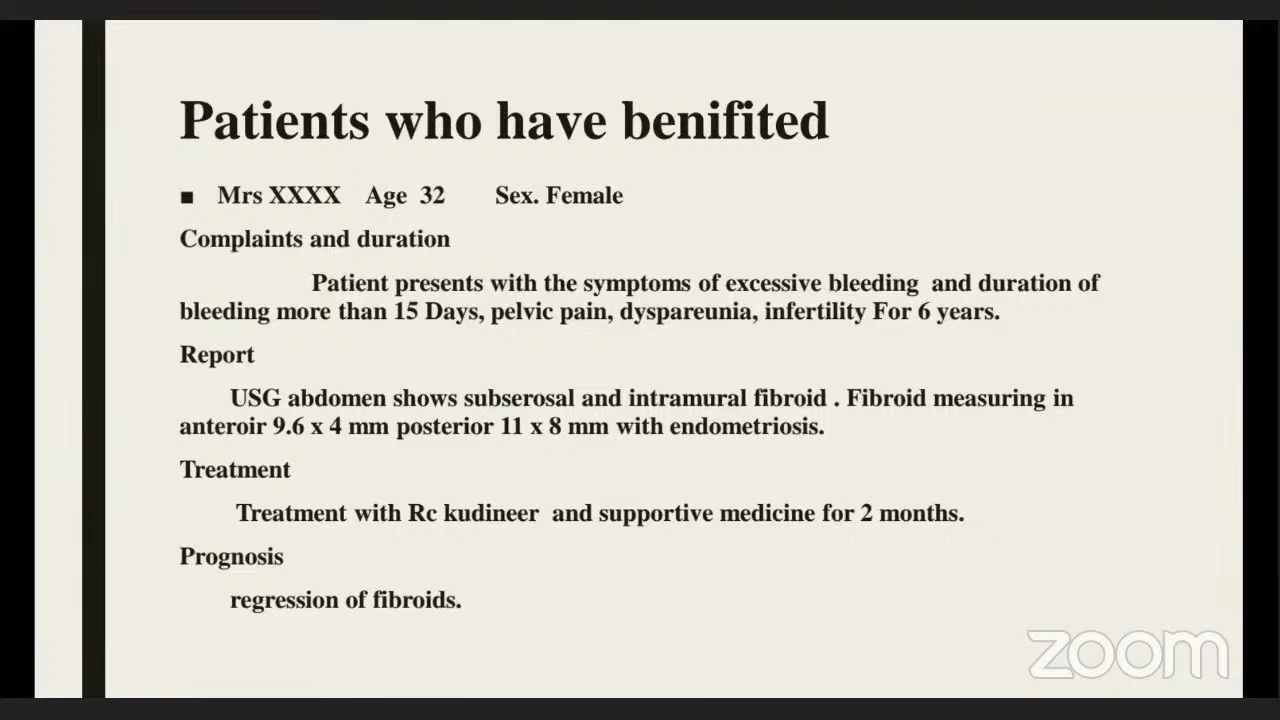 Patients who have benifited
■ Mrs XXXX Age 32 Sex. Female
Complaints and duration
Patient presents with the symptoms of excessive bleeding and duration of
bleeding more than 15 Days, pelvic pain, dyspareunia, infertility For 6 years.
Report
USG abdomen shows subserosal and intramural fibroid . Fibroid measuring in
anteroir 9.6 x 4 mm posterior 11 x 8 mm with endometriosis.
Treatment
Treatment with Rc kudineer and supportive medicine for 2 months.
Prognosis
regression of fibroids.
zoom